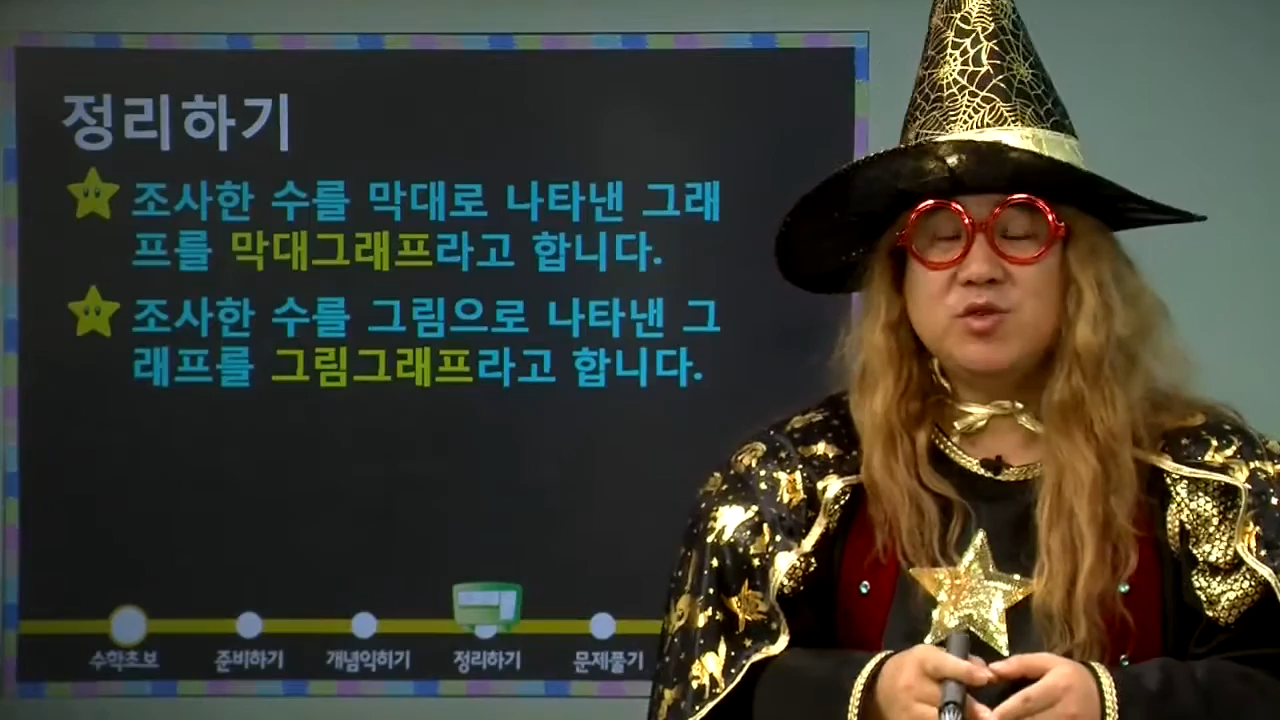 정리하기
조사한 수를 막대로 나타낸 그래
프를 막대그래프라고 합니다.
조사한 수를 그림으로 나타낸 그
래프를 그림그래프라고 합니다.
수학초보
준비하기
개념익히기
정리하기
문제풀기